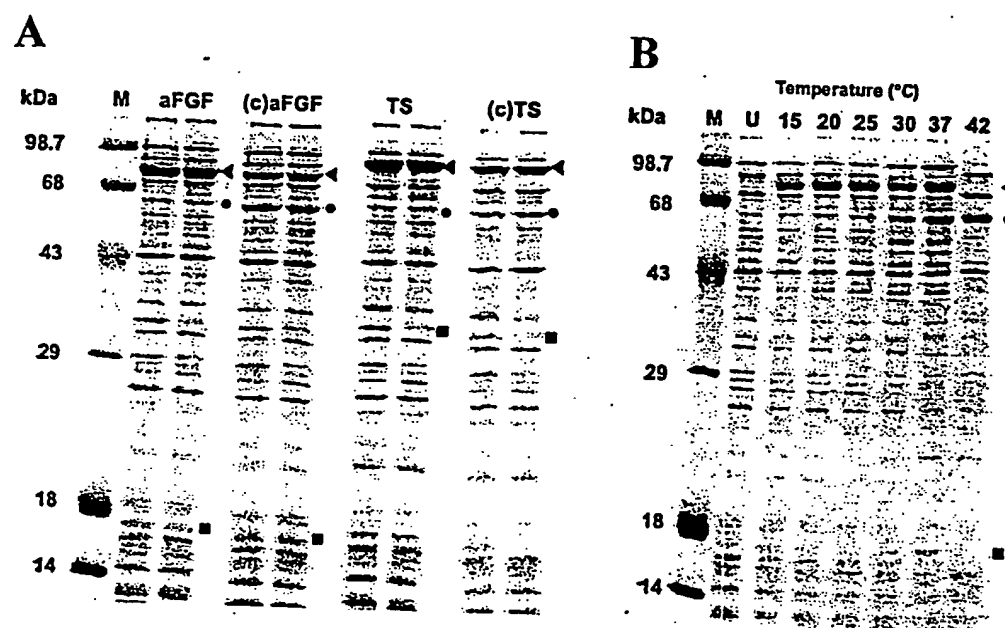 A
kDa M aFGF (c)aFGF TS (c)TS
98.7
68
43
29
18
14
B
Temperature (°C)
kDa M U 15 20 25 30 37 42
98.7
68
43
29
18
14